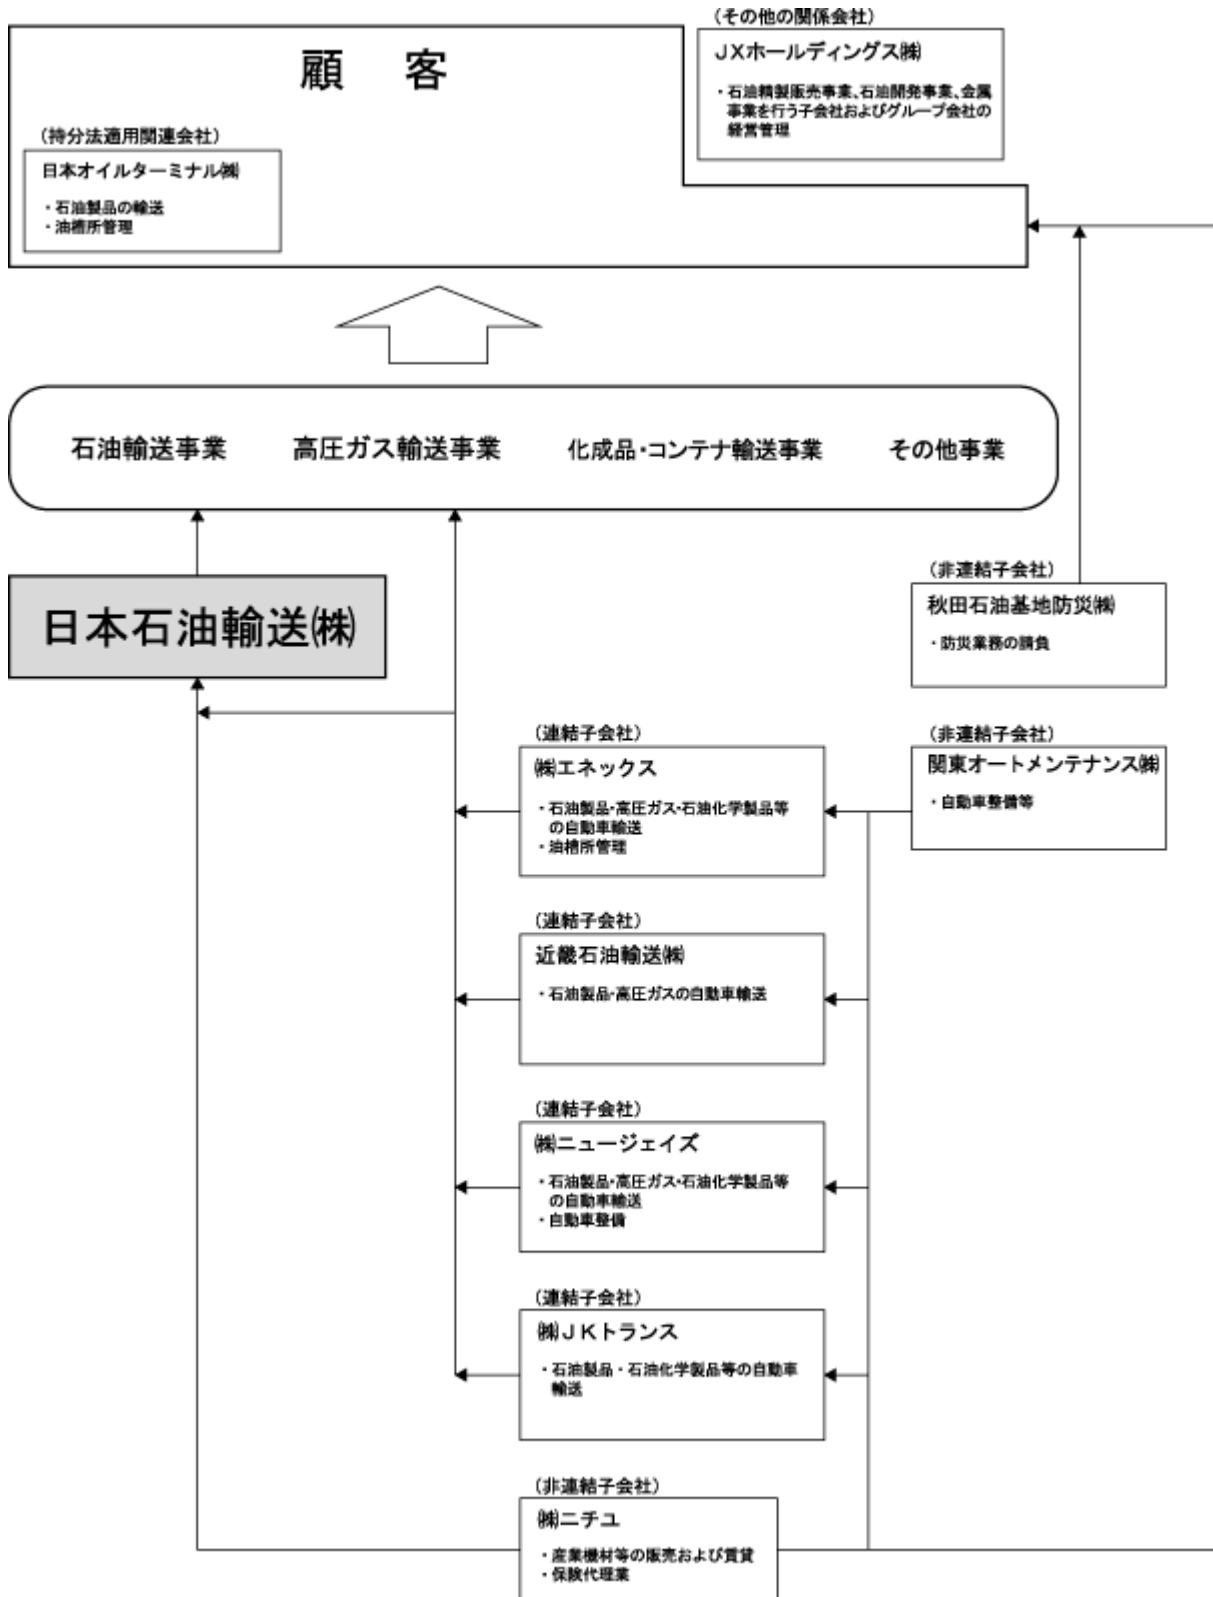 (その他の関係会社)
JXホールディングス㈱
・石油精製販売事業、石油開発事業、金属
事業を行う子会社およびグループ会社の
経営管理
顧 客
(持分法適用関連会社)
日本オイルターミナル㈱
・石油製品の輸送
・油槽所管理
石油輸送事業
高圧ガス輸送事業
化成品・コンテナ輸送事業
その他事業
日本石油輸送㈱
(非連結子会社)
秋田石油基地防災㈱
・防災業務の請負
(連結子会社)
㈱エネックス
・石油製品・高圧ガス・石油化学製品等
の自動車輸送
・油槽所管理
(非連結子会社)
関東オートメンテナンス㈱
・自動車整備等
(連結子会社)
近畿石油輸送㈱
・石油製品・高圧ガスの自動車輸送
(連結子会社)
㈱ニュージェイズ
・石油製品・高圧ガス・石油化学製品等
の自動車輸送
・自動車整備
(連結子会社)
㈱JKトランス
・石油製品・石油化学製品等の自動車
輸送
(非連結子会社)
㈱ニチユ
・産業機材等の販売および賃貸
・保険代理業